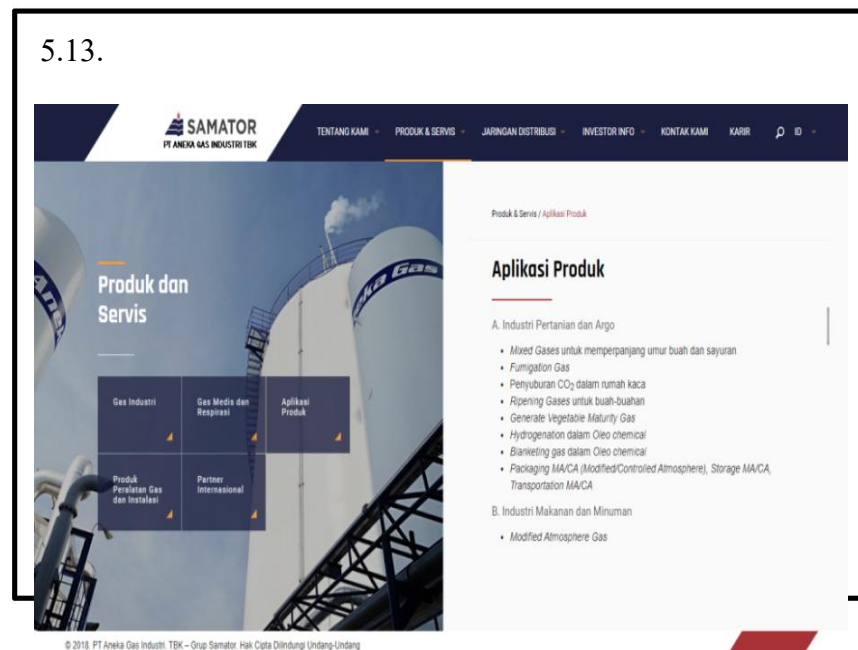 5.13.
SAMATOR
PT ANEKA GAS INDUSTRI TBK
TENTANG KAMI
PRODUK & SERVIS
JARINGAN DISTRIBUSI
INVESTOR INFO
KONTAK KAMI
KARIR
ID
Produk & Servis / Aplikasi Produk
Produk dan
Servis
Gas Industri
Gas Medis dan
Respirasi
Aplikasi
Produk
Produk
Peralatan Gas
dan Instalasi
Partner
Internasional
Aplikasi Produk
A. Industri Pertanian dan Argo
• Mixed Gases untuk memperpanjang umur buah dan sayuran
• Fumigation Gas
• Penyuburan CO₂ dalam rumah kaca
• Ripening Gases untuk buah-buahan
• Generate Vegetable Maturity Gas
• Hydrogenation dalam Oleo chemical
• Blanketing gas dalam Oleo chemical
• Packaging MA/CA (Modified/Controlled Atmosphere), Storage MA/CA,
Transportation MA/CA
B. Industri Makanan dan Minuman
• Modified Atmosphere Gas
© 2018. PT Aneka Gas Industri. TBK – Grup Samator. Hak Cipta Dilindungi Undang-Undang